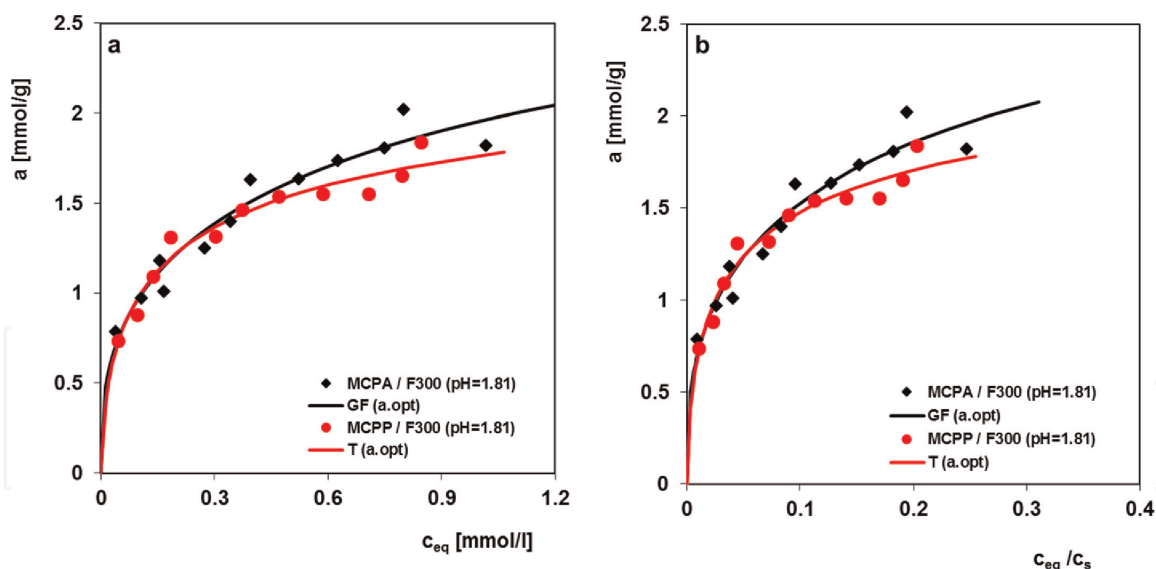 a
a [mmol/g]
2.5
2
1.5
1
0.5
0
0 0.3 0.6 0.9 1.2
c_eq [mmol/l]
MCPA / F300 (pH=1.81)
GF (a.opt)
MCPP / F300 (pH=1.81)
T (a.opt)
b
a [mmol/g]
2.5
2
1.5
1
0.5
0
0 0.1 0.2 0.3 0.4
c_eq /c_s
MCPA / F300 (pH=1.81)
GF (a.opt)
MCPP / F300 (pH=1.81)
T (a.opt)